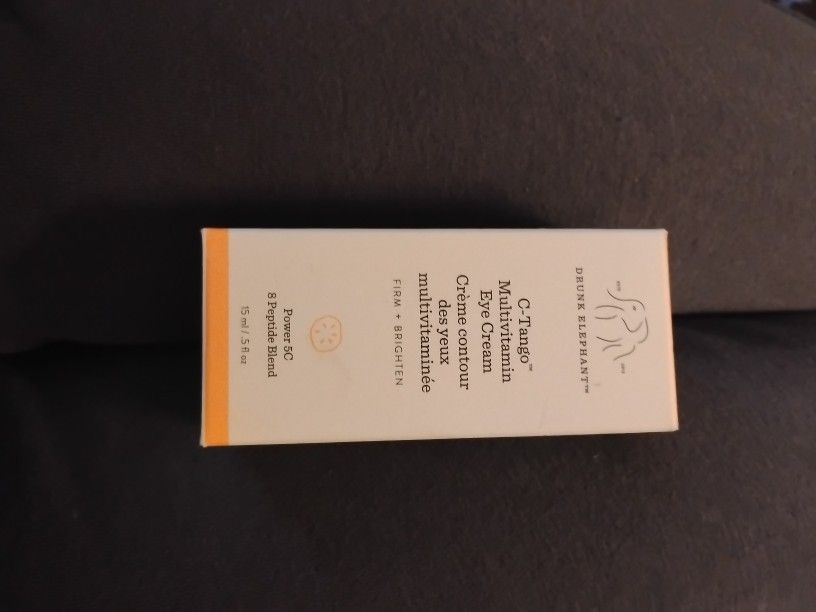 DRUNK ELEPHANT™
C-Tango™
Multivitamin
Eye Cream
Crème contour
des yeux
multivitaminée
FIRM + BRIGHTEN
Power 5C
8 Peptide Blend
15 ml / .5 fl oz